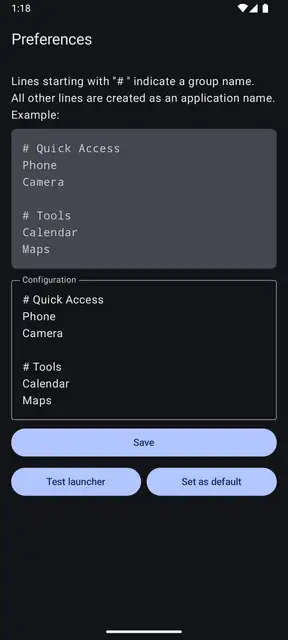 1:18
Preferences
Lines starting with "# " indicate a group name.
All other lines are created as an application name.
Example:
# Quick Access
Phone
Camera
# Tools
Calendar
Maps
Configuration
# Quick Access
Phone
Camera
# Tools
Calendar
Maps
Save
Test launcher
Set as default